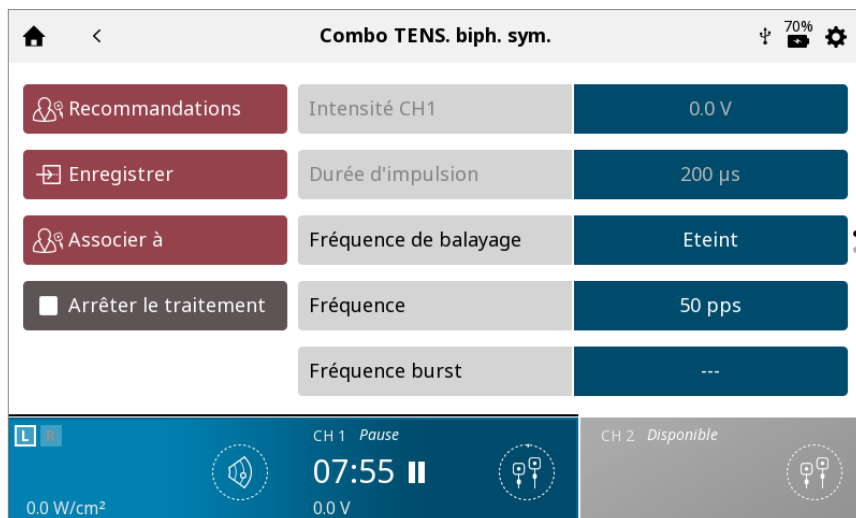 Combo TENS. biph. sym.
70%
Recommandations
Intensité CH1
0.0 V
Enregistrer
Durée d'impulsion
200 µs
Associer à
Fréquence de balayage
Eteint
Arrêter le traitement
Fréquence
50 pps
Fréquence burst
---
L R
CH 1 Pause
CH 2 Disponible
07:55
0.0 W/cm²
0.0 V